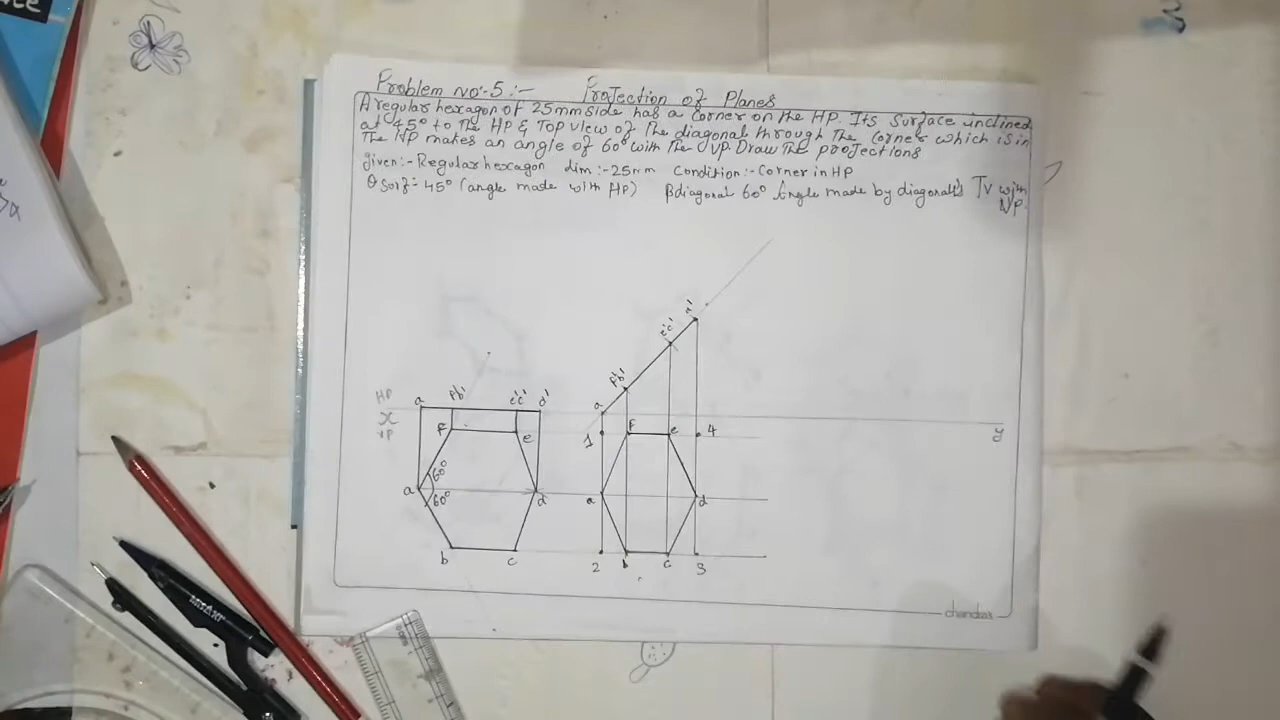 Problem No:-5:- Projection of Planes
A regular hexagon of 25mm side has a corner on the HP. Its surface inclined
at 45° to the HP & Top view of the diagonal through the corner which is in
The HP makes an angle of 60° with the VP. Draw the projections
given:- Regular hexagon dim:- 25mm Condition:- Corner in HP
θsurf:- 45° (angle made with HP) βdiagonal 60° Angle made by diagonal's Tv with
VP.
d'
e'c'
f'b'
HP a' f'b' e'c' d' a'
X
VP
y
f e 1 f e 4
60°
a 60° d a d
b c 2 b c 3
chandra's